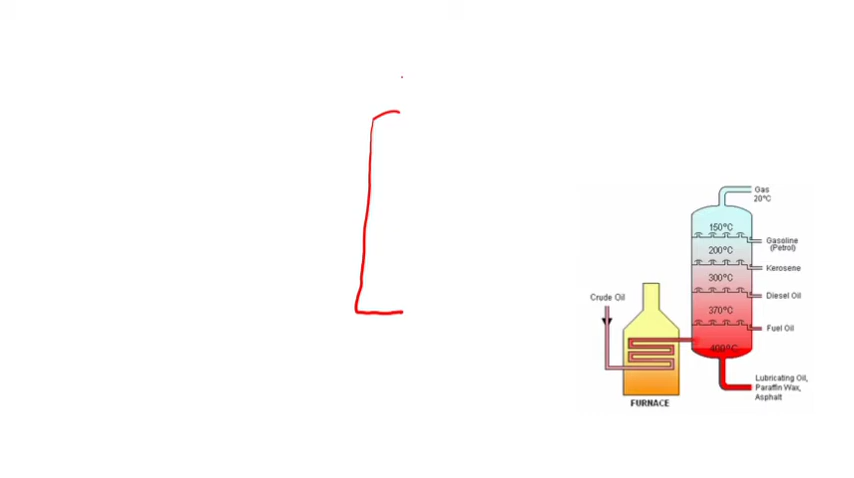 Gas
20°C
150°C
Gasoline
(Petrol)
200°C
Kerosene
300°C
Crude Oil
Diesel Oil
370°C
Fuel Oil
400°C
Lubricating Oil,
Paraffin Wax,
Asphalt
FURNACE